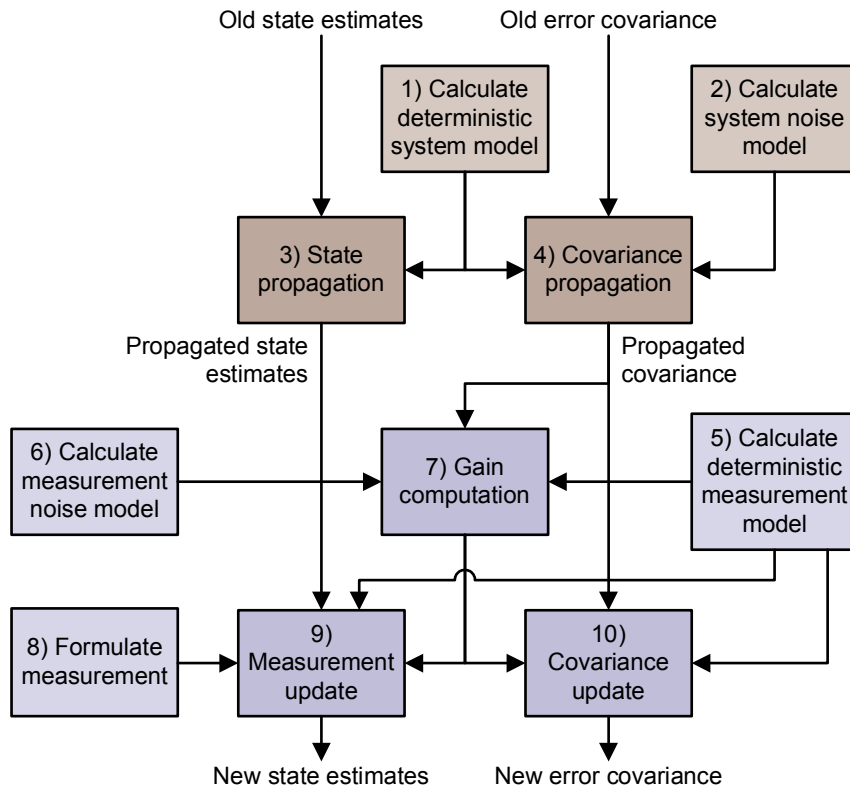 Old state estimates
Old error covariance
1) Calculate
deterministic
system model
2) Calculate
system noise
model
3) State
propagation
4) Covariance
propagation
Propagated state
estimates
Propagated
covariance
6) Calculate
measurement
noise model
7) Gain
computation
5) Calculate
deterministic
measurement
model
8) Formulate
measurement
9)
Measurement
update
10)
Covariance
update
New state estimates
New error covariance